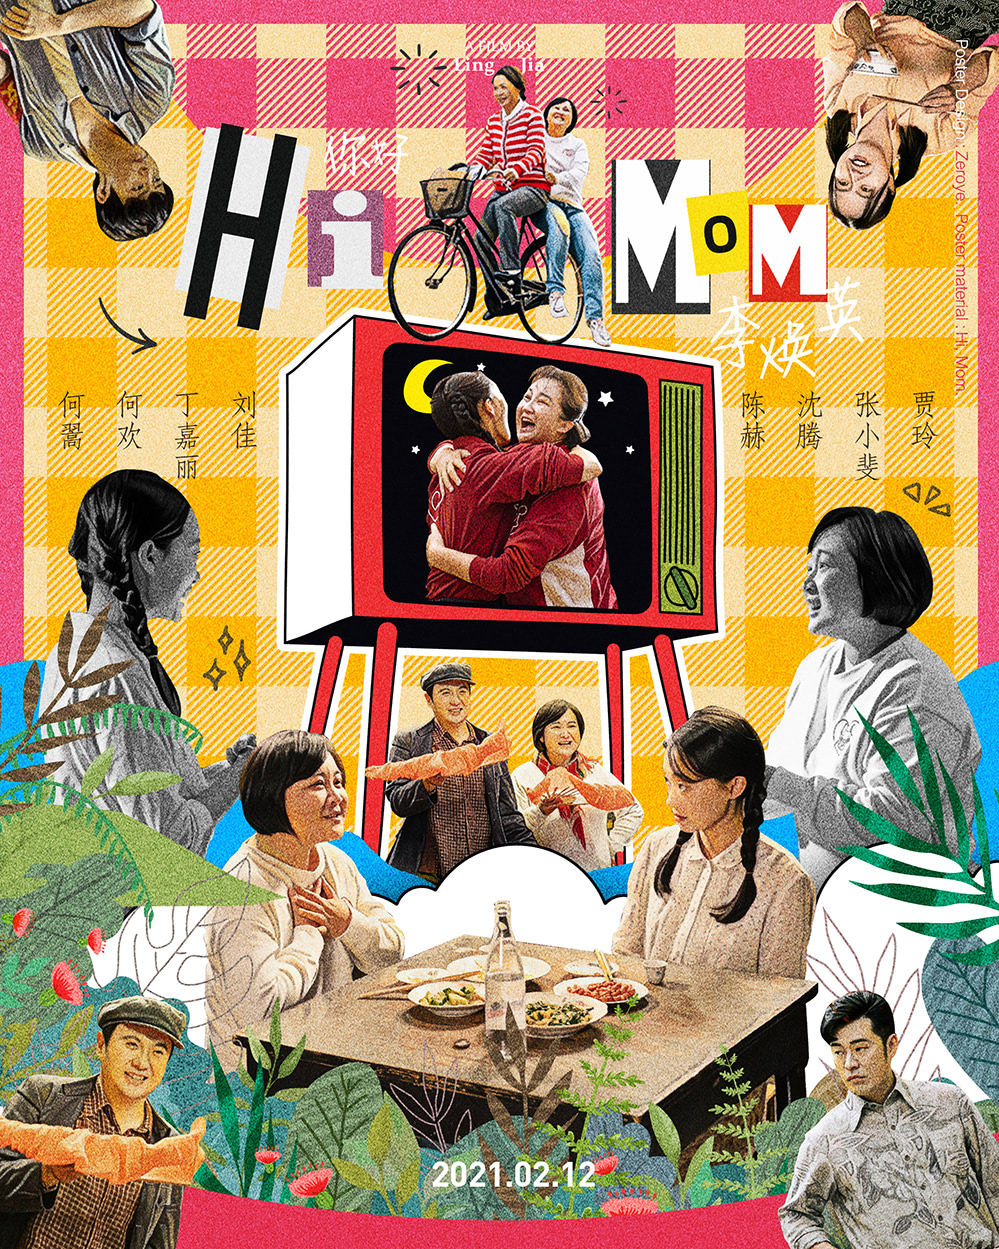 A FILM BY
Ling Jia
你好
Hi MoM
李焕英
何鬻
何欢
丁嘉丽
刘佳
陈赫
沈腾
张小斐
贾玲
Poster Design : Zeroye. Poster material : Hi, Mom.
2021.02.12